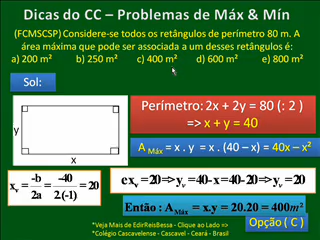 Dicas do CC – Problemas de Máx & Mín
(FCMSCSP) Considere-se todos os retângulos de perímetro 80 m. A
área máxima que pode ser associada a um desses retângulos é:
a) 200 m² b) 250 m² c) 400 m² d) 600 m² e) 800 m²
Sol:
Perímetro: 2x + 2y = 80 (: 2 )
=> x + y = 40
y
x
A Máx = x . y = x . (40 – x) = 40x – x²
xᵥ = -b/2a = -40/2.(-1) = 20
e xᵥ=20=>yᵥ=40-x=40-20=>yᵥ=20
Então : AMáx = x.y = 20.20 = 400m²
*Veja Mais de EdirReisBessa - Clique ao Lado =>
*Colégio Cascavelense - Cascavel - Ceará - Brasil
Opção ( C )